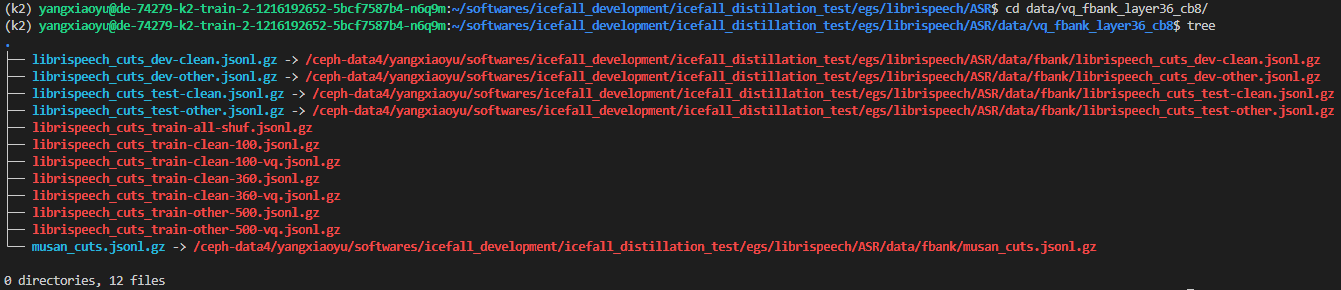 (k2) yangxiaoyu@de-74279-k2-train-2-1216192652-5bcf7587b4-n6q9m:~/softwares/icefall_development/icefall_distillation_test/egs/librispeech/ASR$ cd data/vq_fbank_layer36_cb8/
(k2) yangxiaoyu@de-74279-k2-train-2-1216192652-5bcf7587b4-n6q9m:~/softwares/icefall_development/icefall_distillation_test/egs/librispeech/ASR/data/vq_fbank_layer36_cb8$ tree
.
├── librispeech_cuts_dev-clean.jsonl.gz -> /ceph-data4/yangxiaoyu/softwares/icefall_development/icefall_distillation_test/egs/librispeech/ASR/data/fbank/librispeech_cuts_dev-clean.jsonl.gz
├── librispeech_cuts_dev-other.jsonl.gz -> /ceph-data4/yangxiaoyu/softwares/icefall_development/icefall_distillation_test/egs/librispeech/ASR/data/fbank/librispeech_cuts_dev-other.jsonl.gz
├── librispeech_cuts_test-clean.jsonl.gz -> /ceph-data4/yangxiaoyu/softwares/icefall_development/icefall_distillation_test/egs/librispeech/ASR/data/fbank/librispeech_cuts_test-clean.jsonl.gz
├── librispeech_cuts_test-other.jsonl.gz -> /ceph-data4/yangxiaoyu/softwares/icefall_development/icefall_distillation_test/egs/librispeech/ASR/data/fbank/librispeech_cuts_test-other.jsonl.gz
├── librispeech_cuts_train-all-shuf.jsonl.gz
├── librispeech_cuts_train-clean-100.jsonl.gz
├── librispeech_cuts_train-clean-100-vq.jsonl.gz
├── librispeech_cuts_train-clean-360.jsonl.gz
├── librispeech_cuts_train-clean-360-vq.jsonl.gz
├── librispeech_cuts_train-other-500.jsonl.gz
├── librispeech_cuts_train-other-500-vq.jsonl.gz
└── musan_cuts.jsonl.gz -> /ceph-data4/yangxiaoyu/softwares/icefall_development/icefall_distillation_test/egs/librispeech/ASR/data/fbank/musan_cuts.jsonl.gz
0 directories, 12 files